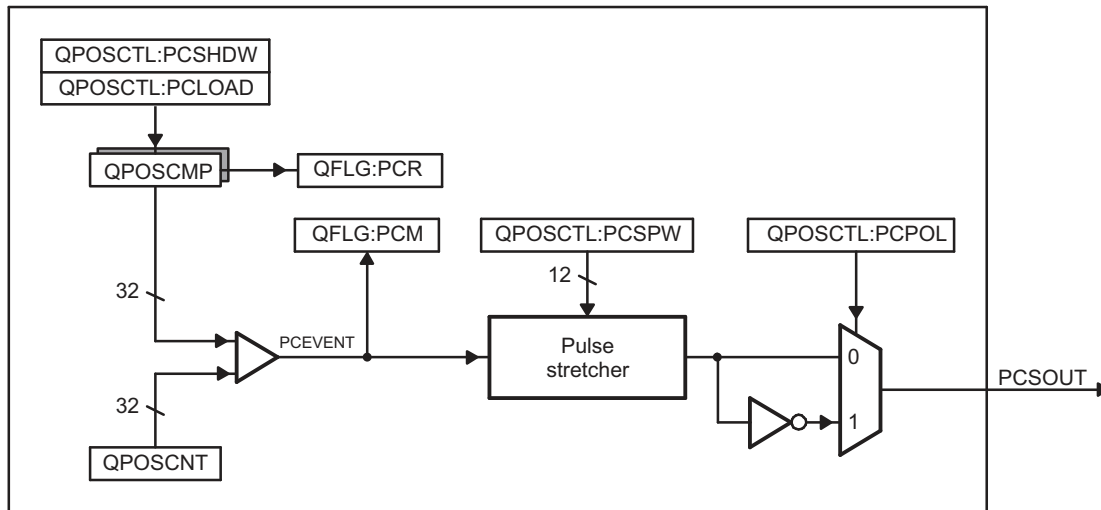 QPOSCTL:PCSHDW
QPOSCTL:PCLOAD
QPOSCMP
QFLG:PCR
QFLG:PCM
QPOSCTL:PCSPW
QPOSCTL:PCPOL
12
32
PCEVENT
Pulse
stretcher
0
1
PCSOUT
32
QPOSCNT